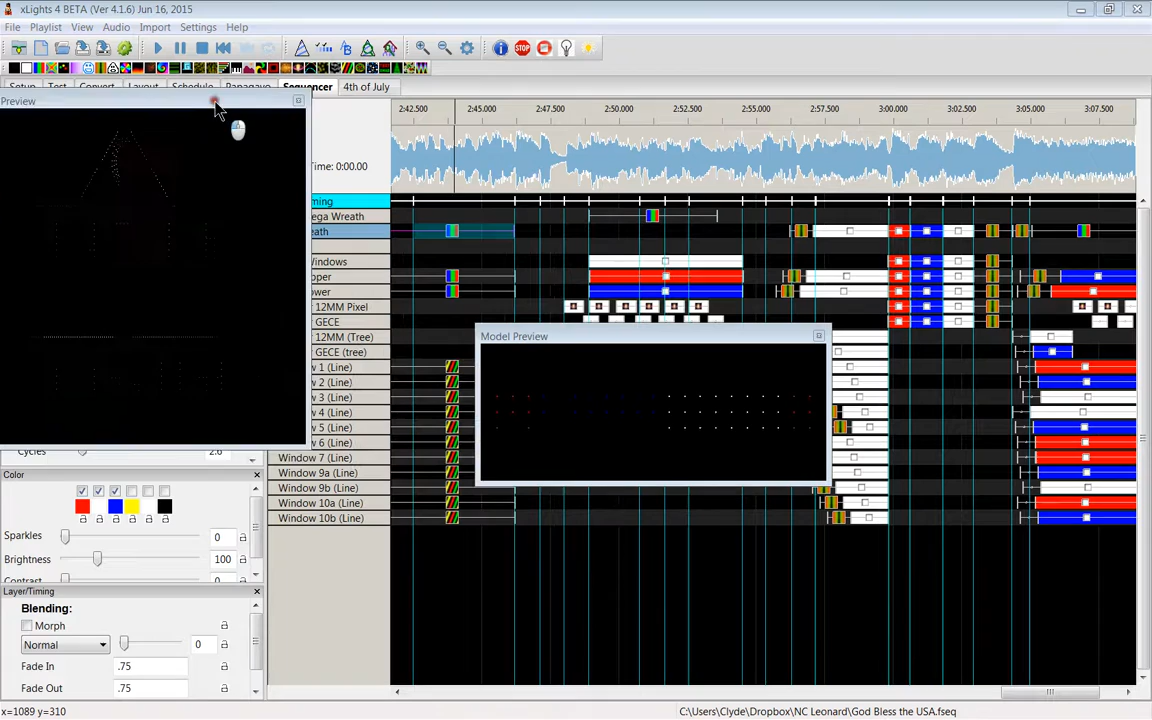 xLights 4 BETA (Ver 4.1.6) Jun 16, 2015
File Playlist View Audio Import Settings Help
Setup Test Convert Layout Schedule Papagayo Sequencer 4th of July
Preview
2:42.500 2:45.000 2:47.500 2:50.000 2:52.500 2:55.000 2:57.500 3:00.000 3:02.500 3:05.000 3:07.500
Time: 0:00.00
ming
ega Wreath
eath
Windows
pper
ower
12MM Pixel
GECE
12MM (Tree)
GECE (tree)
Model Preview
1 (Line)
2 (Line)
3 (Line)
4 (Line)
5 (Line)
6 (Line)
Window 7 (Line)
Window 9a (Line)
Window 9b (Line)
Window 10a (Line)
Window 10b (Line)
Cycles 2.6
Color
Sparkles 0
Brightness 100
Contrast 0
Layer/Timing
Blending:
Morph
Normal 0
Fade In .75
Fade Out .75
x=1089 y=310
C:\Users\Clyde\Dropbox\NC Leonard\God Bless the USA.fseq